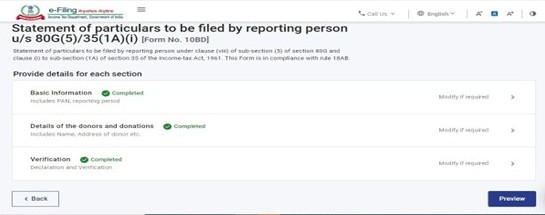 e-Filing Anywhere Anytime
Income Tax Department, Government of India
Call Us
English
A-
A
A+
Statement of particulars to be filed by reporting person
u/s 80G(5)/35(1A)(i) [Form No. 10BD]
Statement of particulars to be filed by reporting person under clause (viii) of sub-section (5) of section 80G and
clause (i) to sub-section (1A) of section 35 of the Income-tax Act, 1961. This Form is in compliance with rule 18AB.
Provide details for each section
Basic Information Completed
Includes PAN, reporting period
Modify if required >
Details of the donors and donations Completed
Includes Name, Address of donor etc.
Modify if required >
Verification Completed
Declaration and Verification
Modify if required >
< Back
Preview